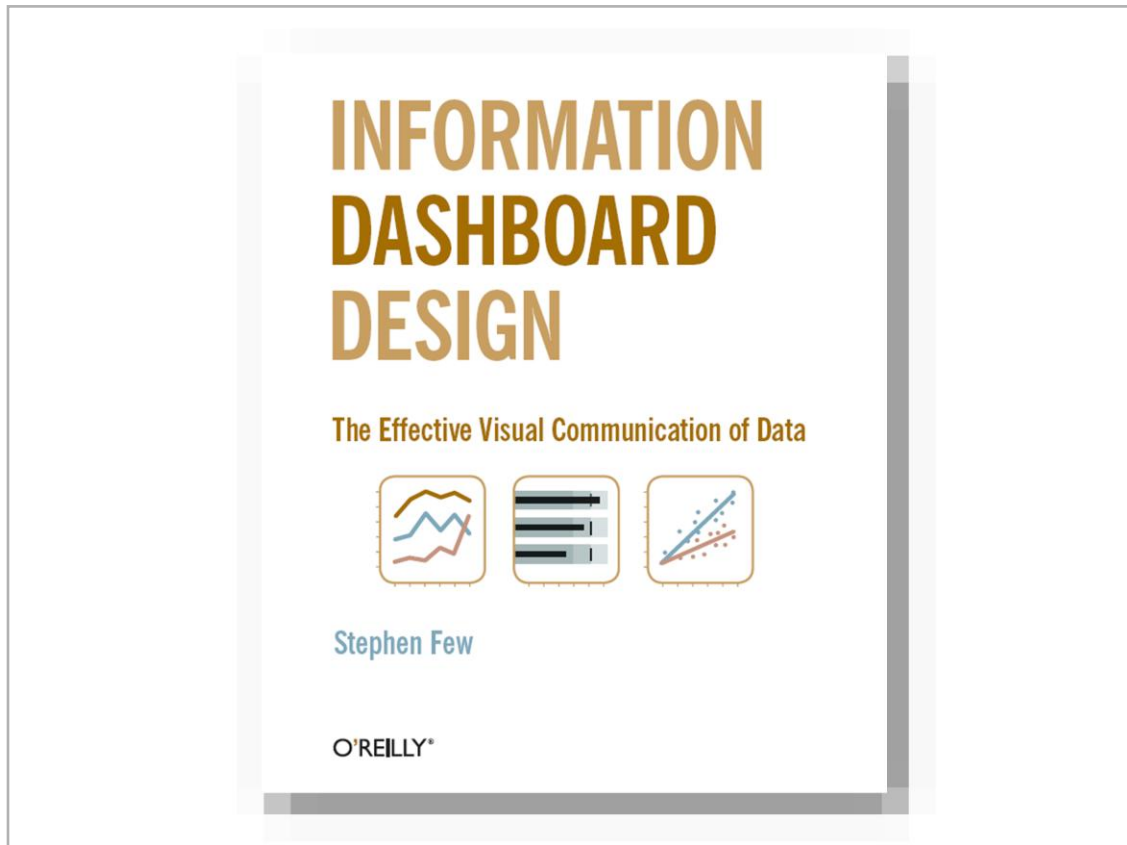 INFORMATION
DASHBOARD
DESIGN
The Effective Visual Communication of Data
Stephen Few
O'REILLY®